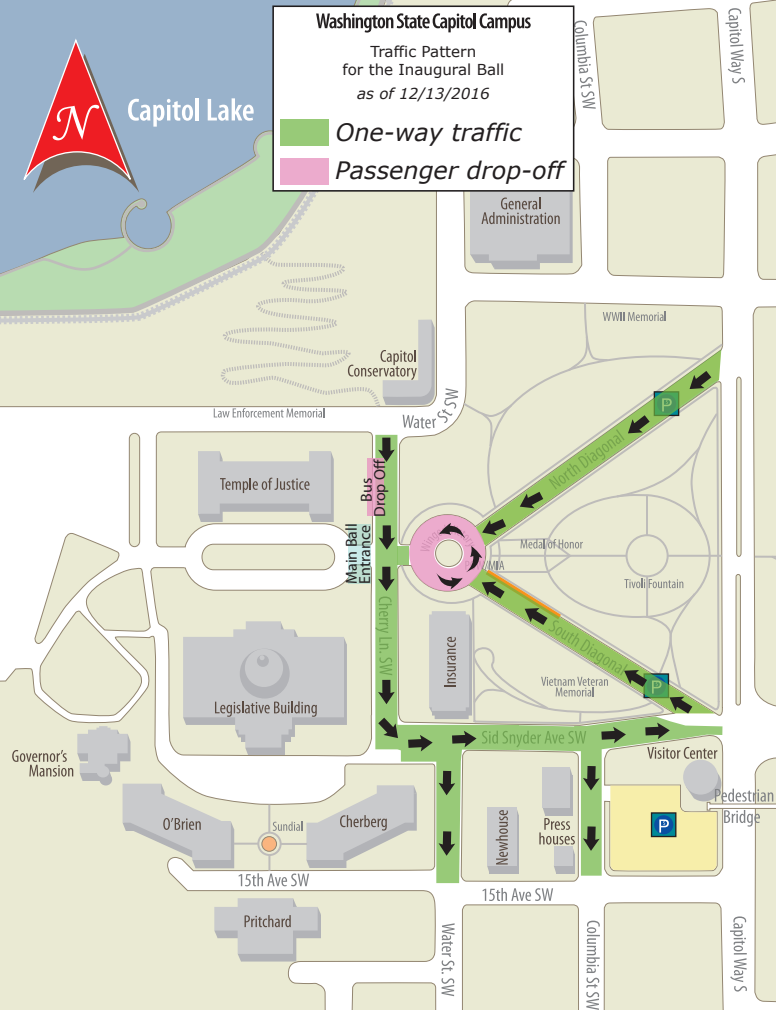 Washington State Capitol Campus
Traffic Pattern
for the Inaugural Ball
as of 12/13/2016
One-way traffic
Passenger drop-off
N
Capitol Lake
Columbia St SW
Capitol Way S
General
Administration
WWII Memorial
Capitol
Conservatory
Law Enforcement Memorial
Water St SW
P
North Diagonal
Temple of Justice
Bus
Drop Off
Main Ball
Entrance
Medal of Honor
/MIA
Tivoli Fountain
Cherry Ln. SW
South Diagonal
Insurance
Vietnam Veteran
Memorial
P
Legislative Building
Sid Snyder Ave SW
Governor's
Mansion
Visitor Center
Pedestrian
Bridge
O'Brien
Sundial
Cherberg
Newhouse
Press
houses
P
15th Ave SW
15th Ave SW
Pritchard
Water St. SW
Columbia St SW
Capitol Way S